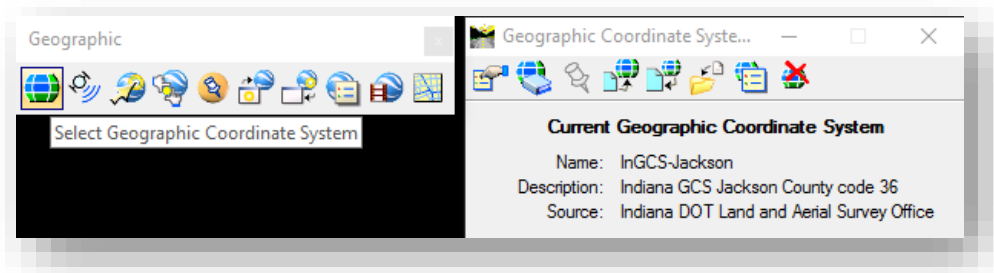 Geographic
Select Geographic Coordinate System
Geographic Coordinate Syste...
Current Geographic Coordinate System
Name: InGCS-Jackson
Description: Indiana GCS Jackson County code 36
Source: Indiana DOT Land and Aerial Survey Office